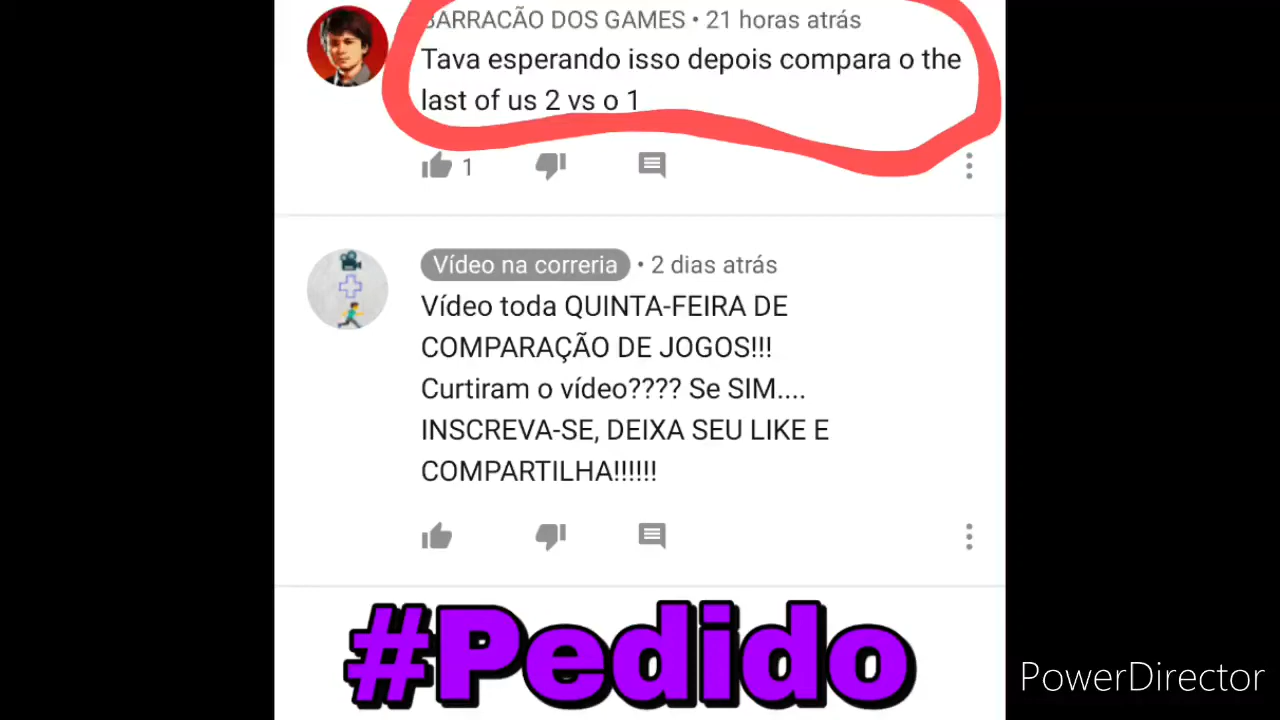 BARRACÃO DOS GAMES • 21 horas atrás
Tava esperando isso depois compara o the
last of us 2 vs o 1
1
Vídeo na correria • 2 dias atrás
Vídeo toda QUINTA-FEIRA DE
COMPARAÇÃO DE JOGOS!!!
Curtiram o vídeo???? Se SIM....
INSCREVA-SE, DEIXA SEU LIKE E
COMPARTILHA!!!!!!
#Pedido
PowerDirector